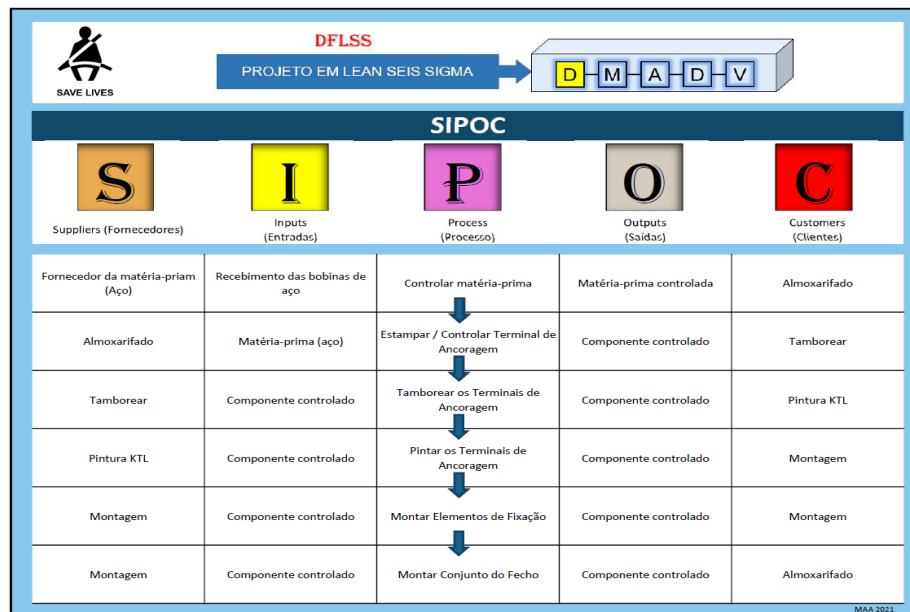 DFLSS
PROJETO EM LEAN SEIS SIGMA
D M A D V
SAVE LIVES
SIPOC
S I P O C
Suppliers (Fornecedores)
Inputs
(Entradas)
Process
(Processo)
Outputs
(Saídas)
Customers
(Clientes)
Fornecedor da matéria-priam
(Aço)
Recebimento das bobinas de
aço
Controlar matéria-prima
Matéria-prima controlada
Almoxarifado
Almoxarifado
Matéria-prima (aço)
Estampar / Controlar Terminal de
Ancoragem
Componente controlado
Tamborear
Tamborear
Componente controlado
Tamborear os Terminais de
Ancoragem
Componente controlado
Pintura KTL
Pintura KTL
Componente controlado
Pintar os Terminais de
Ancoragem
Componente controlado
Montagem
Montagem
Componente controlado
Montar Elementos de Fixação
Componente controlado
Montagem
Montagem
Componente controlado
Montar Conjunto do Fecho
Componente controlado
Almoxarifado
MAA 2021